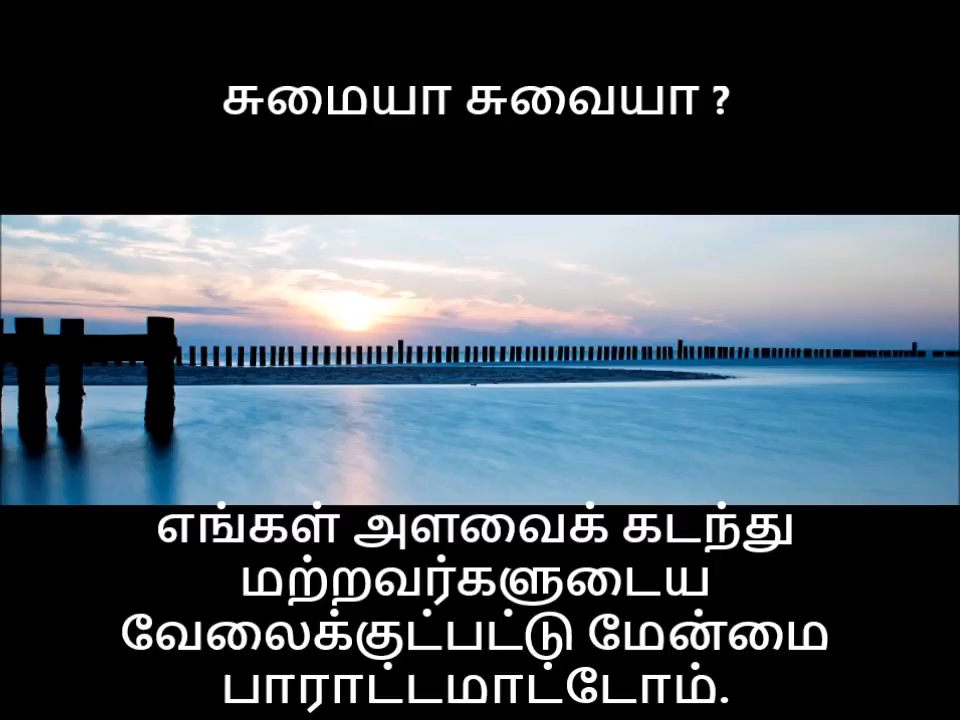 சுமையா சுவையா ?
எங்கள் அளவைக் கடந்து
மற்றவர்களுடைய
வேலைக்குட்பட்டு மேன்மை
பாராட்டமாட்டோம்.